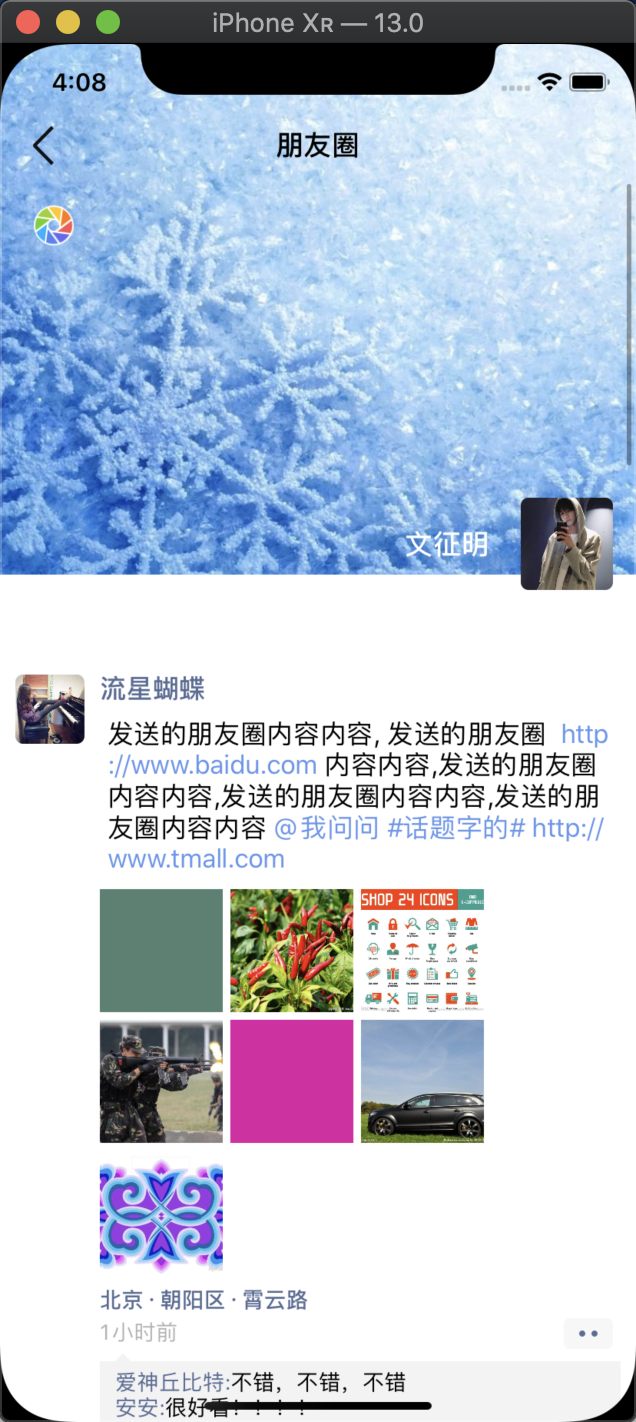 iPhone XR — 13.0
4:08
朋友圈
文征明
流星蝴蝶
发送的朋友圈内容内容, 发送的朋友圈 http
://www.baidu.com 内容内容,发送的朋友圈
内容内容,发送的朋友圈内容内容,发送的朋
友圈内容内容 @我问问 #话题字的# http://
www.tmall.com
SHOP 24 ICONS
北京 · 朝阳区 · 霄云路
1小时前
爱神丘比特:不错，不错，不错
安安:很好看！！！！